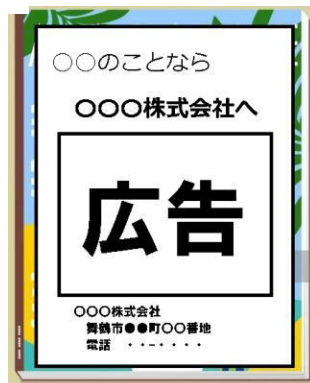 ○○のことなら
○○○株式会社へ
広告
○○○株式会社
舞鶴市●●町○○番地
電話 ・・-・・・・